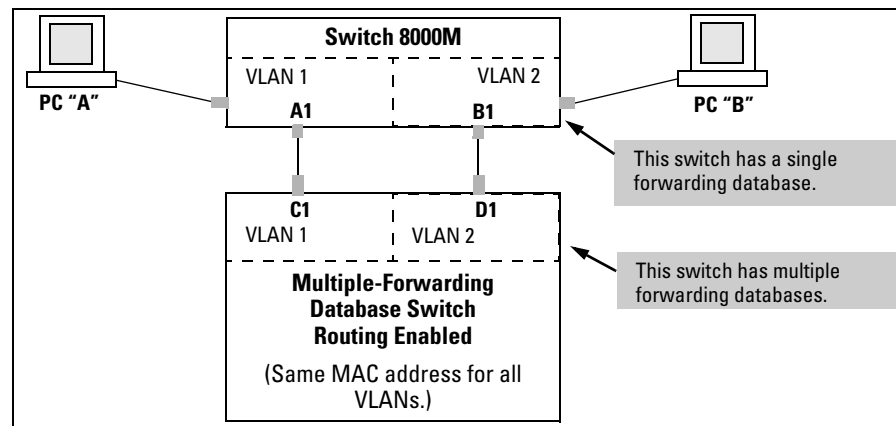 Switch 8000M
VLAN 1
VLAN 2
PC “A”
PC “B”
A1
B1
This switch has a single
forwarding database.
C1
D1
VLAN 1
VLAN 2
This switch has multiple
forwarding databases.
Multiple-Forwarding
Database Switch
Routing Enabled
(Same MAC address for all
VLANs.)